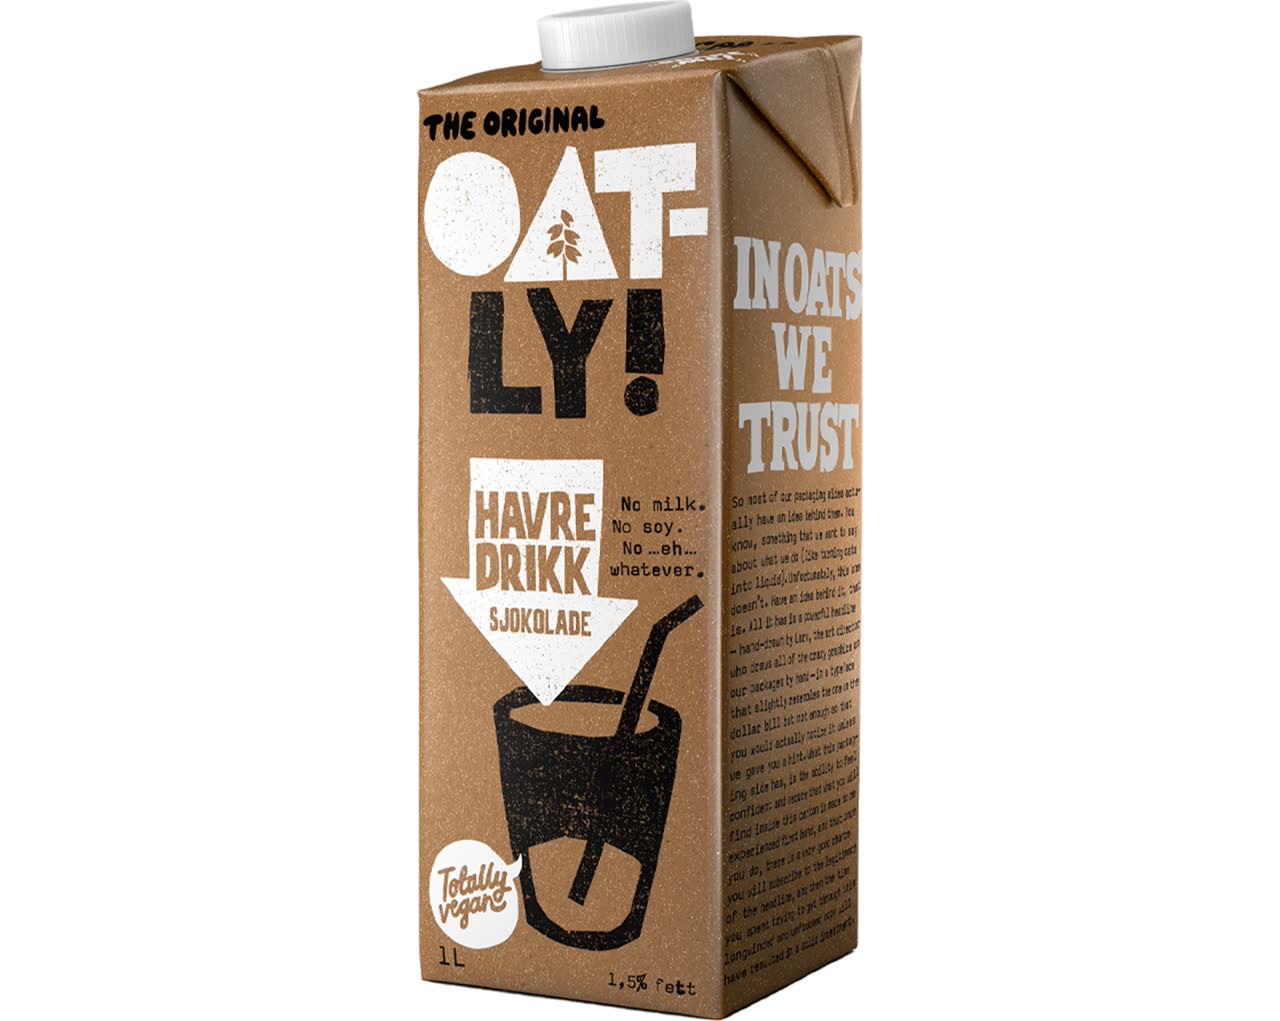 THE ORIGINAL
OAT-
LY!
HAVRE
DRIKK
SJOKOLADE
No milk.
No soy.
No ...eh...
whatever.
Totally
vegan
1L
1,5% fett
IN OATS
WE
TRUST
So most of our packaging sides actu-
ally have an idea behind them. You
know, something that we want to say
about what we do (like turning oats
into liquid). Unfortunately, this one
doesn't. Have an idea behind it, that
is. All it has is a powerful headline
– hand-drawn by Lars, the art director
who draws all of the crazy graphics on
our packages by hand – in a typeface
that slightly resembles the one on the
dollar bill but not enough so that
you would actually notice it unless
we gave you a hint. What this packag-
ing side has, is the ability to feel
confident and secure that what you will
find inside this carton is made to be
experienced first hand, and that once
you do, there is a very good chance
you will subscribe to the legitimacy
of the headline, and then the time
you spent trying to get through this
longwinded and unfocused copy will
have resulted in a solid investment.